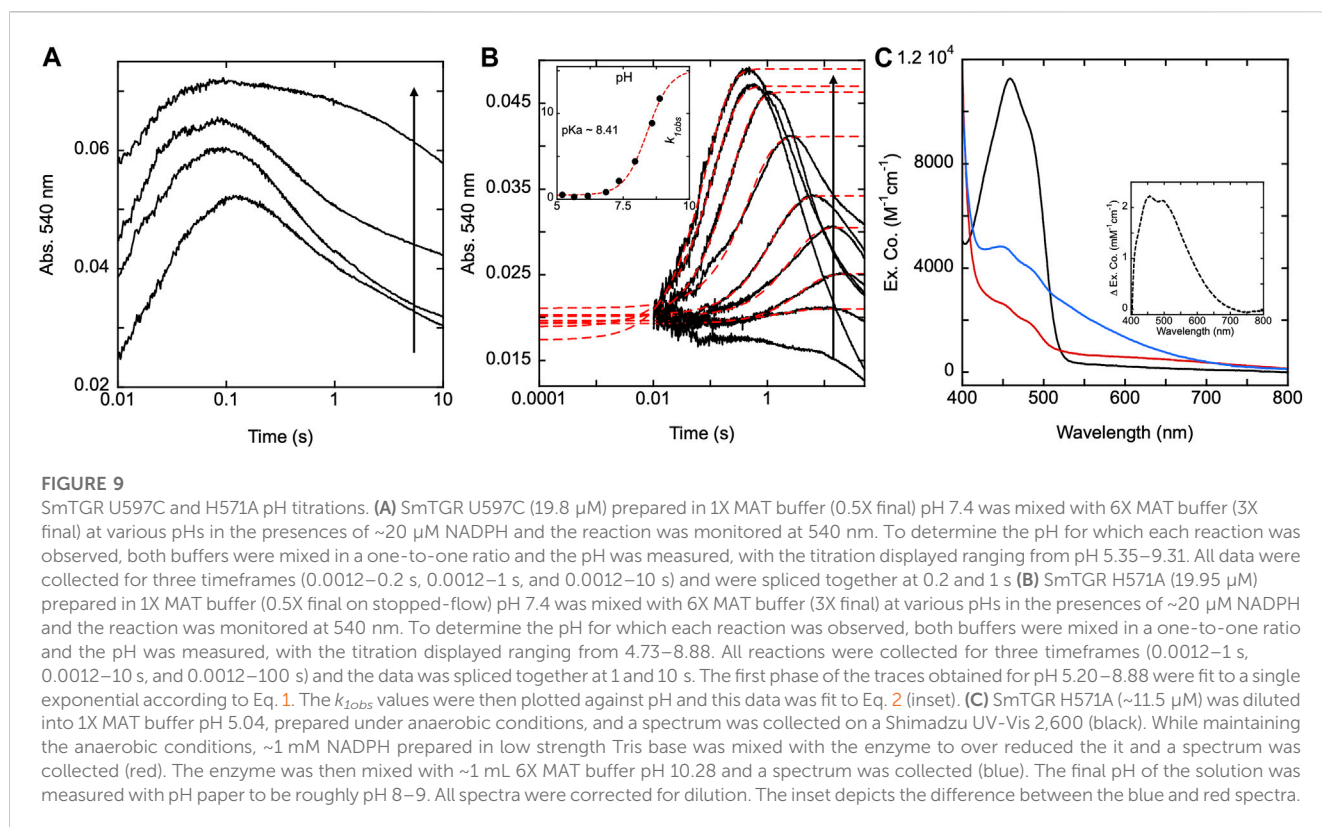 A
Abs. 540 nm
0.06
0.04
0.02
0.01
0.1
1
10
Time (s)
B
Abs. 540 nm
0.045
0.035
0.025
0.015
0.0001
0.01
1
Time (s)
pH
10
0
pKa ~ 8.41
k1obs
5
7.5
10
C
1.2 10^4
Ex. Co. (M-1cm-1)
8000
4000
0
400
500
600
700
800
Wavelength (nm)
Δ Ex. Co. (mM-1cm-1)
2
1
0
400 500 600 700 800
Wavelength (nm)
FIGURE 9
SmTGR U597C and H571A pH titrations. (A) SmTGR U597C (19.8 μM) prepared in 1X MAT buffer (0.5X final) pH 7.4 was mixed with 6X MAT buffer (3X
final) at various pHs in the presences of ~20 μM NADPH and the reaction was monitored at 540 nm. To determine the pH for which each reaction was
observed, both buffers were mixed in a one-to-one ratio and the pH was measured, with the titration displayed ranging from pH 5.35–9.31. All data were
collected for three timeframes (0.0012–0.2 s, 0.0012–1 s, and 0.0012–10 s) and were spliced together at 0.2 and 1 s (B) SmTGR H571A (19.95 μM)
prepared in 1X MAT buffer (0.5X final on stopped-flow) pH 7.4 was mixed with 6X MAT buffer (3X final) at various pHs in the presences of ~20 μM NADPH
and the reaction was monitored at 540 nm. To determine the pH for which each reaction was observed, both buffers were mixed in a one-to-one ratio
and the pH was measured, with the titration displayed ranging from 4.73–8.88. All reactions were collected for three timeframes (0.0012–1 s,
0.0012–10 s, and 0.0012–100 s) and the data was spliced together at 1 and 10 s. The first phase of the traces obtained for pH 5.20–8.88 were fit to a single
exponential according to Eq. 1. The k1obs values were then plotted against pH and this data was fit to Eq. 2 (inset). (C) SmTGR H571A (~11.5 μM) was diluted
into 1X MAT buffer pH 5.04, prepared under anaerobic conditions, and a spectrum was collected on a Shimadzu UV-Vis 2,600 (black). While maintaining
the anaerobic conditions, ~1 mM NADPH prepared in low strength Tris base was mixed with the enzyme to over reduced the it and a spectrum was
collected (red). The enzyme was then mixed with ~1 mL 6X MAT buffer pH 10.28 and a spectrum was collected (blue). The final pH of the solution was
measured with pH paper to be roughly pH 8–9. All spectra were corrected for dilution. The inset depicts the difference between the blue and red spectra.